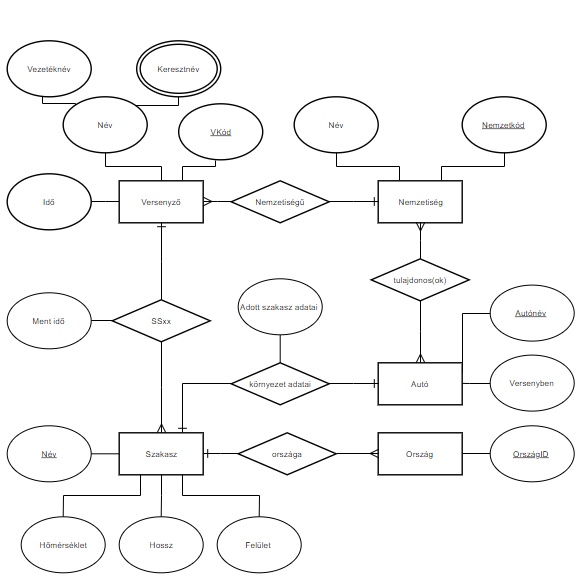 Vezetéknév
Keresztnév
Név
VKód
Név
Nemzetkód
Idő
Versenyző
Nemzetiségű
Nemzetiség
tulajdonos(ok)
Adott szakasz adatai
Ment idő
SSxx
Autónév
környezet adatai
Autó
Versenyben
Név
Szakasz
országa
Ország
OrszágID
Hőmérséklet
Hossz
Felület